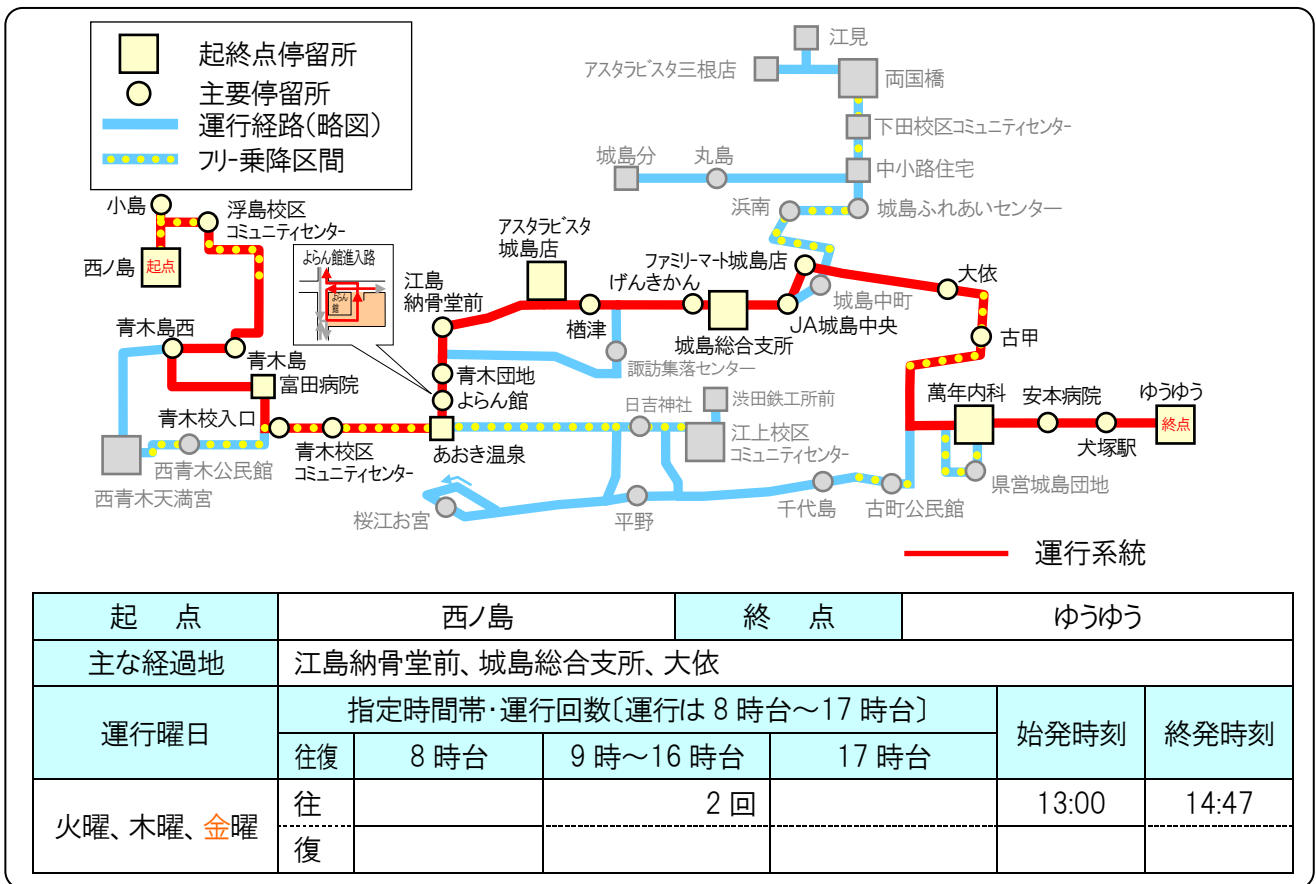 起終点停留所
主要停留所
運行経路(略図)
フリー乗降区間
江見
アスタラビスタ三根店
両国橋
下田校区コミュニティセンター
城島分
丸島
中小路住宅
浜南
城島ふれあいセンター
小島
浮島校区
コミュニティセンター
西ノ島
起点
よらん館進入路
よらん
館
江島
納骨堂前
アスタラビスタ
城島店
げんきかん
ファミリーマート城島店
大依
城島中町
楢津
城島総合支所
JA城島中央
古甲
青木島西
青木島
富田病院
青木団地
よらん館
諏訪集落センター
萬年内科
安本病院
ゆうゆう
終点
犬塚駅
青木校入口
日吉神社
渋田鉄工所前
江上校区
コミュニティセンター
青木校区
コミュニティセンター
あおき温泉
西青木公民館
西青木天満宮
桜江お宮
平野
千代島
古町公民館
県営城島団地
運行系統
起 点
西ノ島
終 点
ゆうゆう
主な経過地
江島納骨堂前、城島総合支所、大依
運行曜日
指定時間帯・運行回数〔運行は8時台~17時台〕
始発時刻
終発時刻
往復
8時台
9時~16時台
17時台
火曜、木曜、金曜
往
2回
13:00
14:47
復